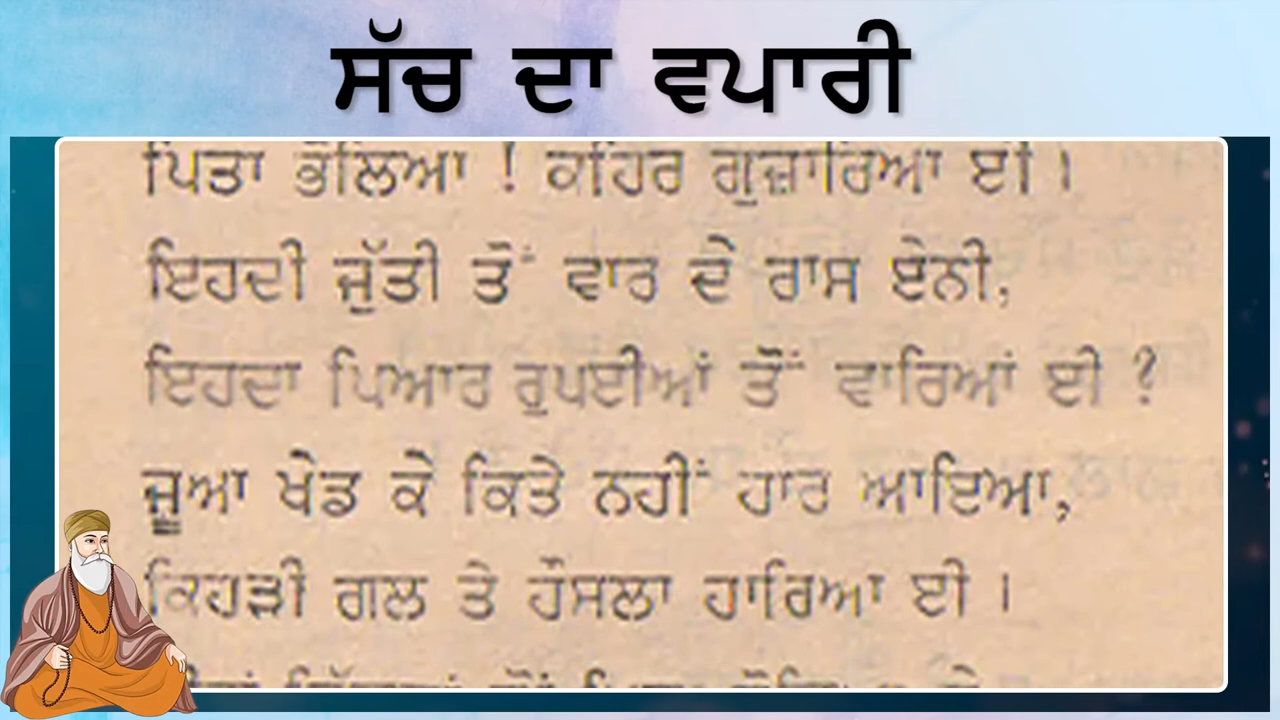 ਸੱਚ ਦਾ ਵਪਾਰੀ
ਪਿਤਾ ਭੋਲਿਆ ! ਕਹਿਰ ਗੁਜ਼ਾਰਿਆ ਈ ।
ਇਹਦੀ ਜੁੱਤੀ ਤੋਂ ਵਾਰ ਦੇ ਰਾਸ ਏਨੀ,
ਇਹਦਾ ਪਿਆਰ ਰੁਪਈਆਂ ਤੋਂ ਵਾਰਿਆਂ ਈ ?
ਜੂਆ ਖੇਡ ਕੇ ਕਿਤੇ ਨਹੀਂ ਹਾਰ ਆਇਆ,
ਕਿਹੜੀ ਗਲ ਤੇ ਹੌਸਲਾ ਹਾਰਿਆ ਈ ।